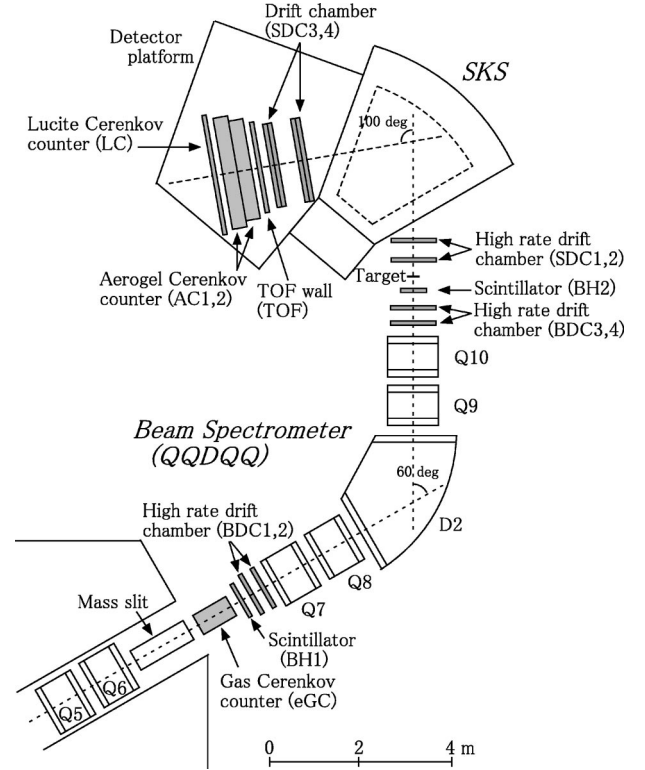 Drift chamber
(SDC3,4)
Detector
platform
SKS
100 deg
Lucite Cerenkov
counter (LC)
Aerogel Cerenkov
counter (AC1,2)
TOF wall
(TOF)
High rate drift
chamber (SDC1,2)
Target
Scintillator (BH2)
High rate drift
chamber (BDC3,4)
Q10
Q9
Beam Spectrometer
(QQDQQ)
60 deg
D2
High rate drift
chamber (BDC1,2)
Q8
Q7
Mass slit
Scintillator
(BH1)
Gas Cerenkov
counter (eGC)
Q6
Q5
0 2 4 m